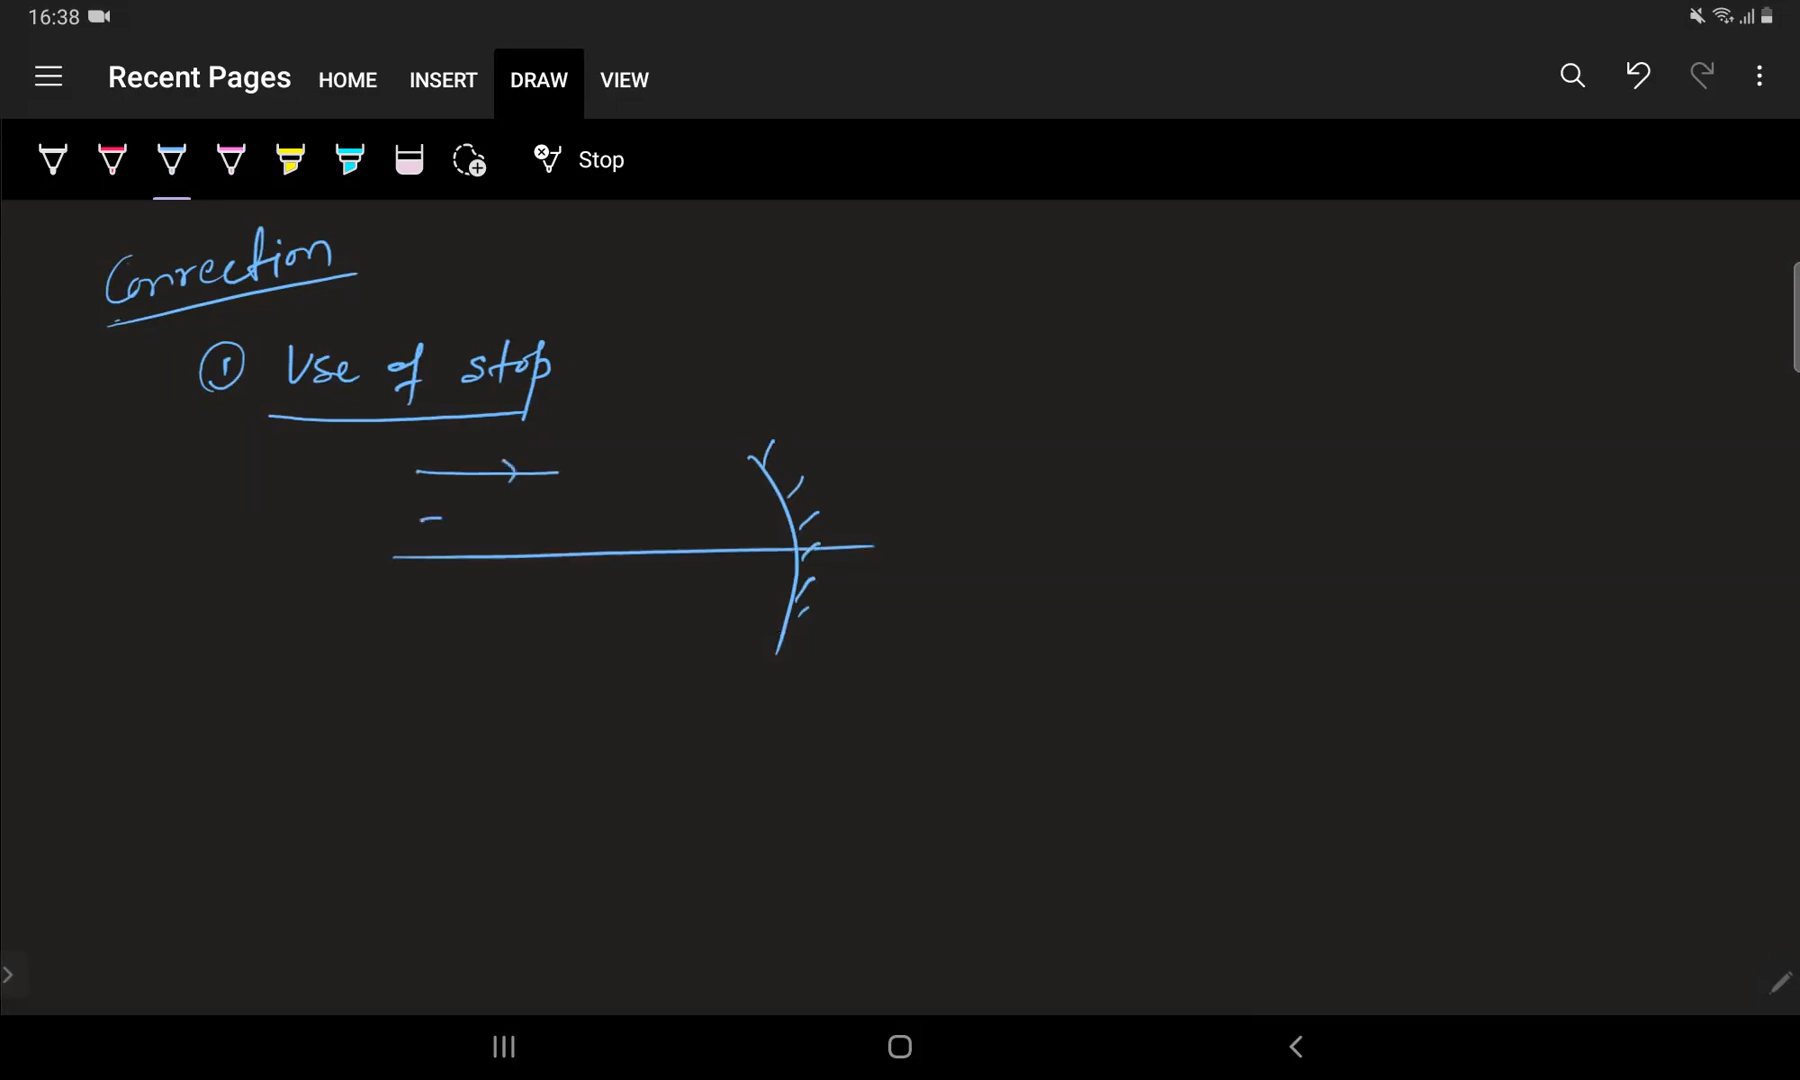 16:38
Recent Pages HOME INSERT DRAW VIEW
Stop
Correction
① Use of stop